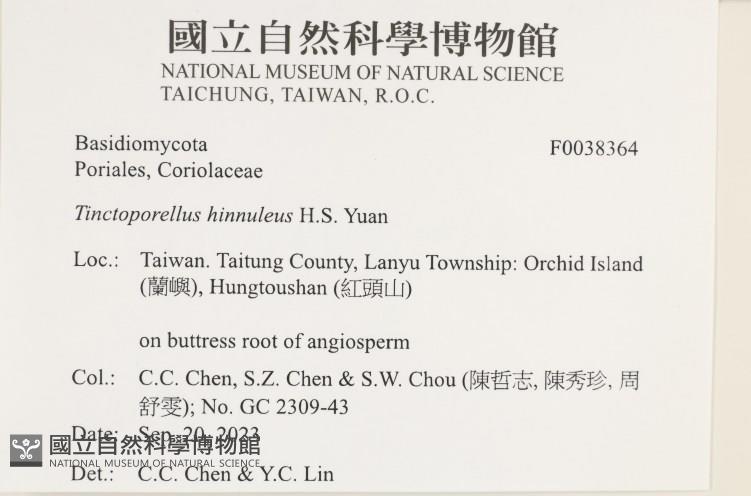 國立自然科學博物館
NATIONAL MUSEUM OF NATURAL SCIENCE
TAICHUNG, TAIWAN, R.O.C.
Basidiomycota F0038364
Poriales, Coriolaceae
Tinctoporellus hinnuleus H.S. Yuan
Loc.: Taiwan. Taitung County, Lanyu Township: Orchid Island
(蘭嶼), Hungtoushan (紅頭山)
on buttress root of angiosperm
Col.: C.C. Chen, S.Z. Chen & S.W. Chou (陳哲志, 陳秀珍, 周
舒雯); No. GC 2309-43
Date: Sep. 20, 2023
國立自然科學博物館
NATIONAL MUSEUM OF NATURAL SCIENCE
Det.: C.C. Chen & Y.C. Lin